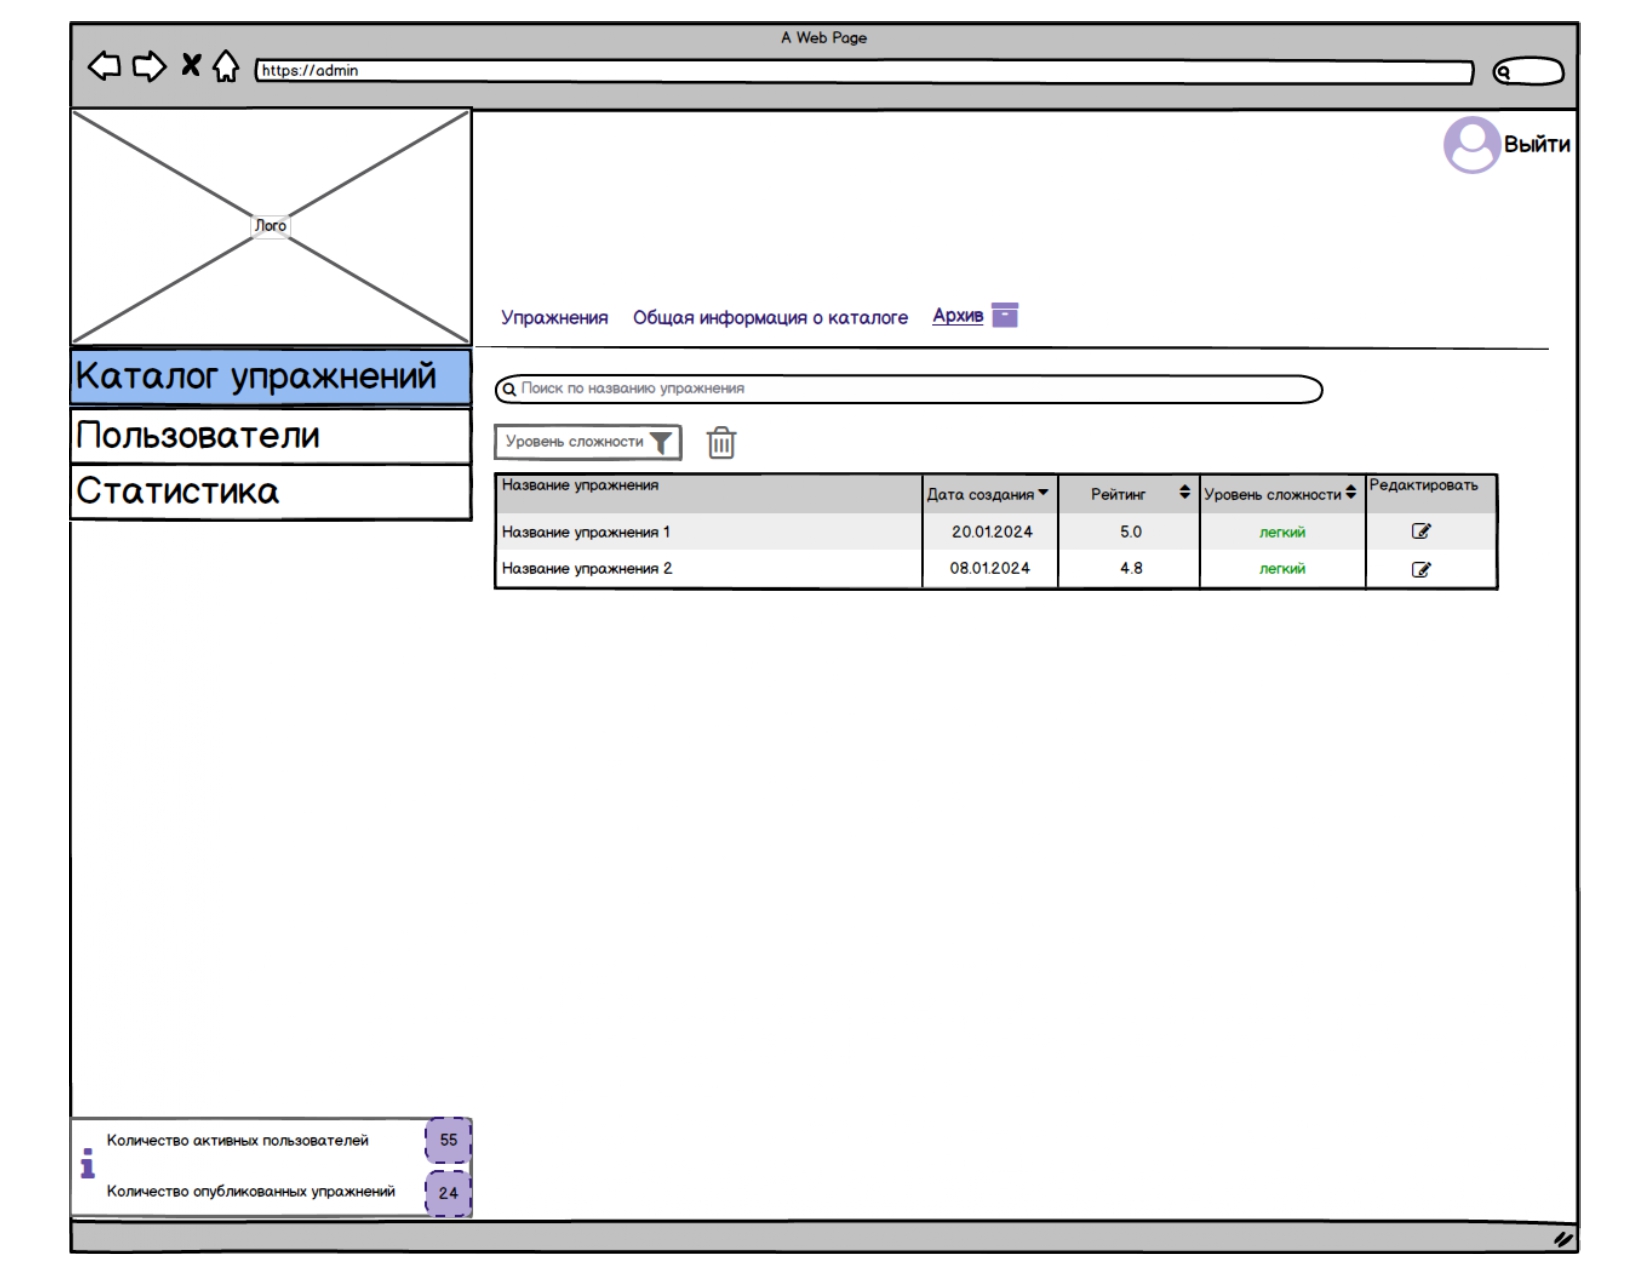 A Web Page
https://admin
Выйти
Лого
Упражнения Общая информация о каталоге Архив
Каталог упражнений
Поиск по названию упражнения
Пользователи
Уровень сложности
Статистика
Название упражнения Дата создания Рейтинг Уровень сложности Редактировать
Название упражнения 1 20.01.2024 5.0 легкий
Название упражнения 2 08.01.2024 4.8 легкий
Количество активных пользователей 55
Количество опубликованных упражнений 24